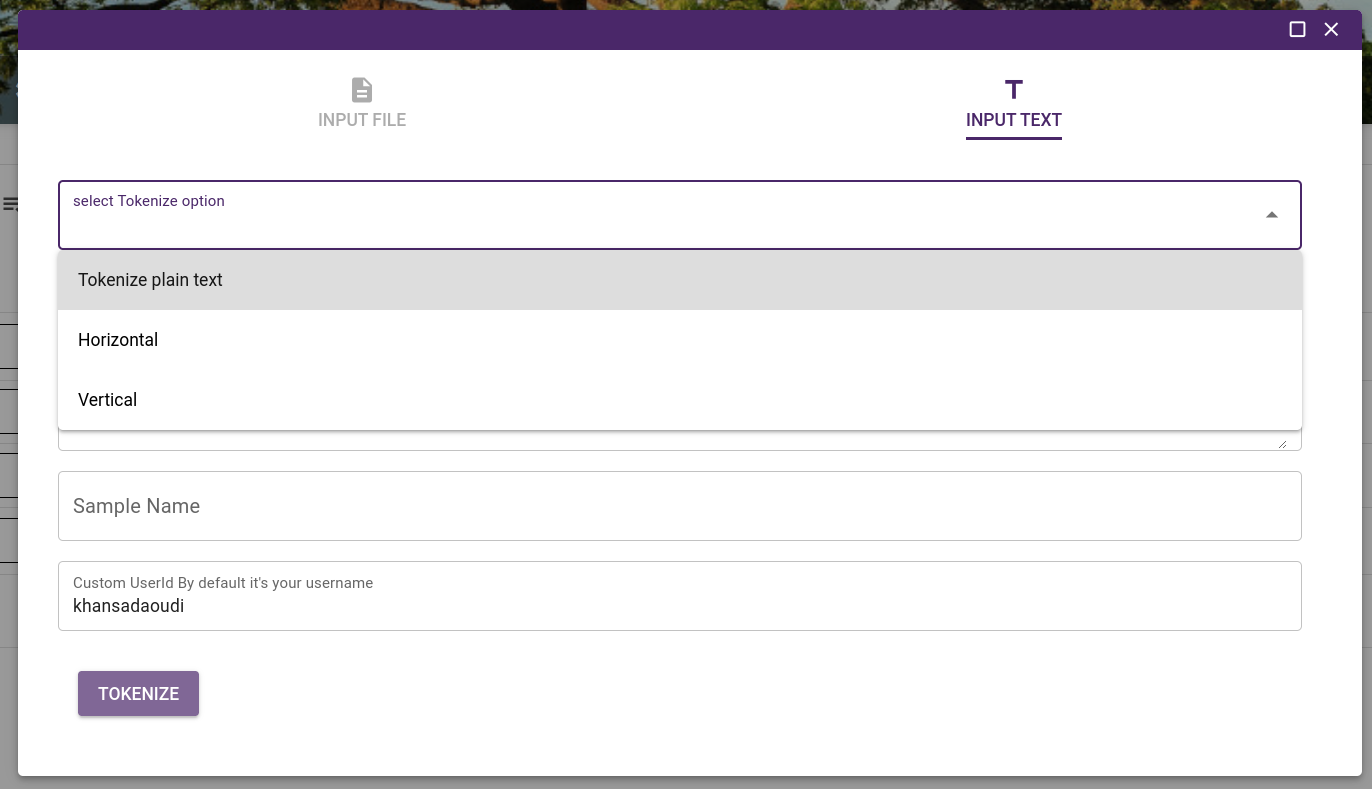 INPUT FILE
INPUT TEXT
select Tokenize option
Tokenize plain text
Horizontal
Vertical
Sample Name
Custom UserId By default it's your username
khansadaoudi
TOKENIZE